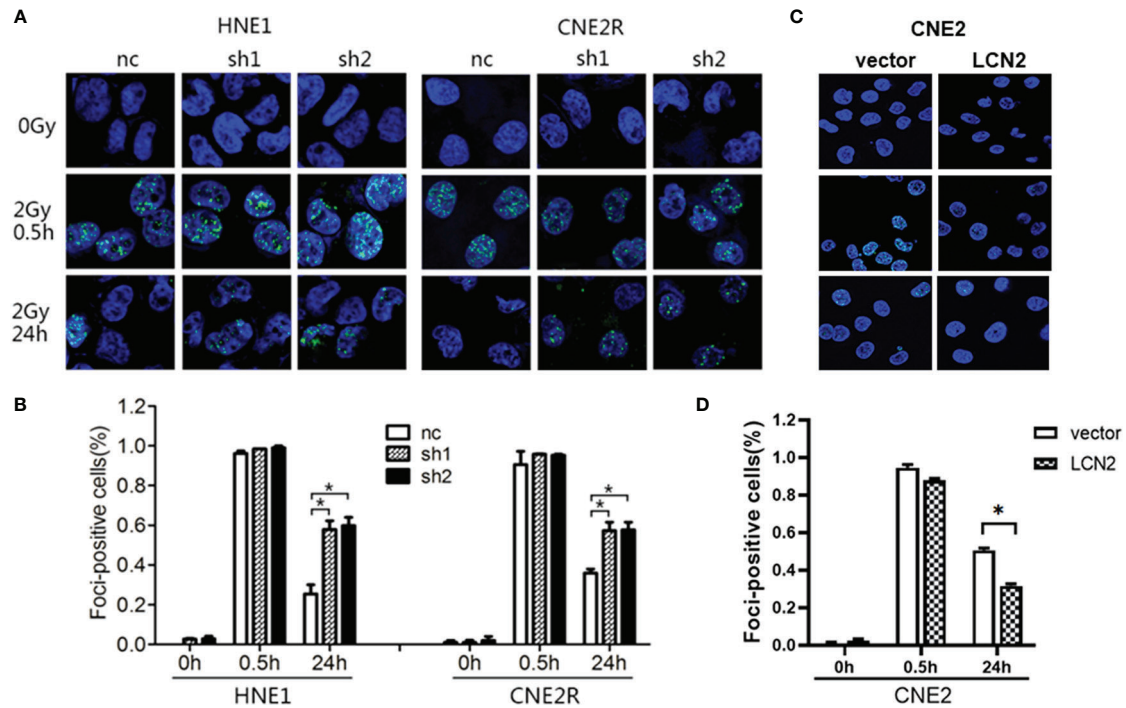 A
HNE1
CNE2R
nc sh1 sh2 nc sh1 sh2
0Gy
2Gy
0.5h
2Gy
24h
C
CNE2
vector LCN2
B
Foci-positive cells(%)
1.2
1.0
0.8
0.6
0.4
0.2
0.0
nc
sh1
sh2
* *
* *
0h 0.5h 24h 0h 0.5h 24h
HNE1 CNE2R
D
Foci-positive cells(%)
1.2
1.0
0.8
0.6
0.4
0.2
0.0
vector
LCN2
*
0h 0.5h 24h
CNE2